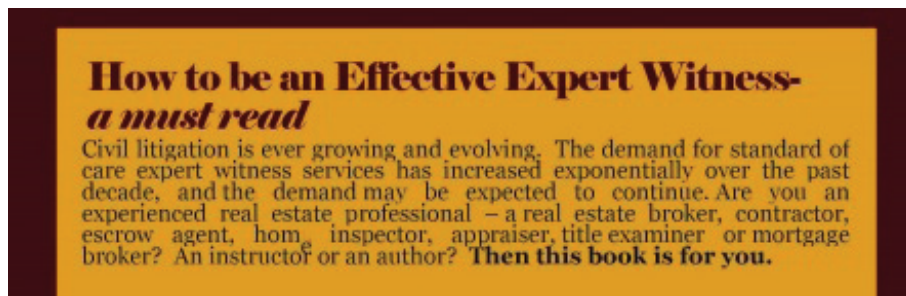 How to be an Effective Expert Witness-
a must read
Civil litigation is ever growing and evolving. The demand for standard of
care expert witness services has increased exponentially over the past
decade, and the demand may be expected to continue. Are you an
experienced real estate professional – a real estate broker, contractor,
escrow agent, home inspector, appraiser, title examiner or mortgage
broker? An instructor or an author? Then this book is for you.